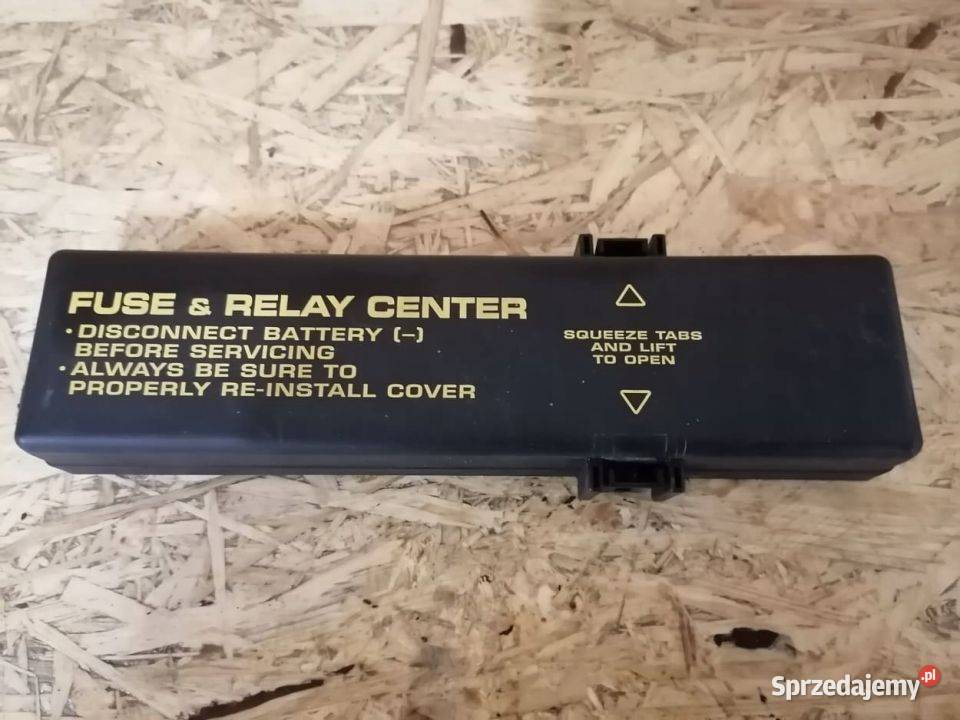 FUSE & RELAY CENTER
• DISCONNECT BATTERY (–)
BEFORE SERVICING
• ALWAYS BE SURE TO
PROPERLY RE-INSTALL COVER
SQUEEZE TABS
AND LIFT
TO OPEN
Sprzedajemy.pl